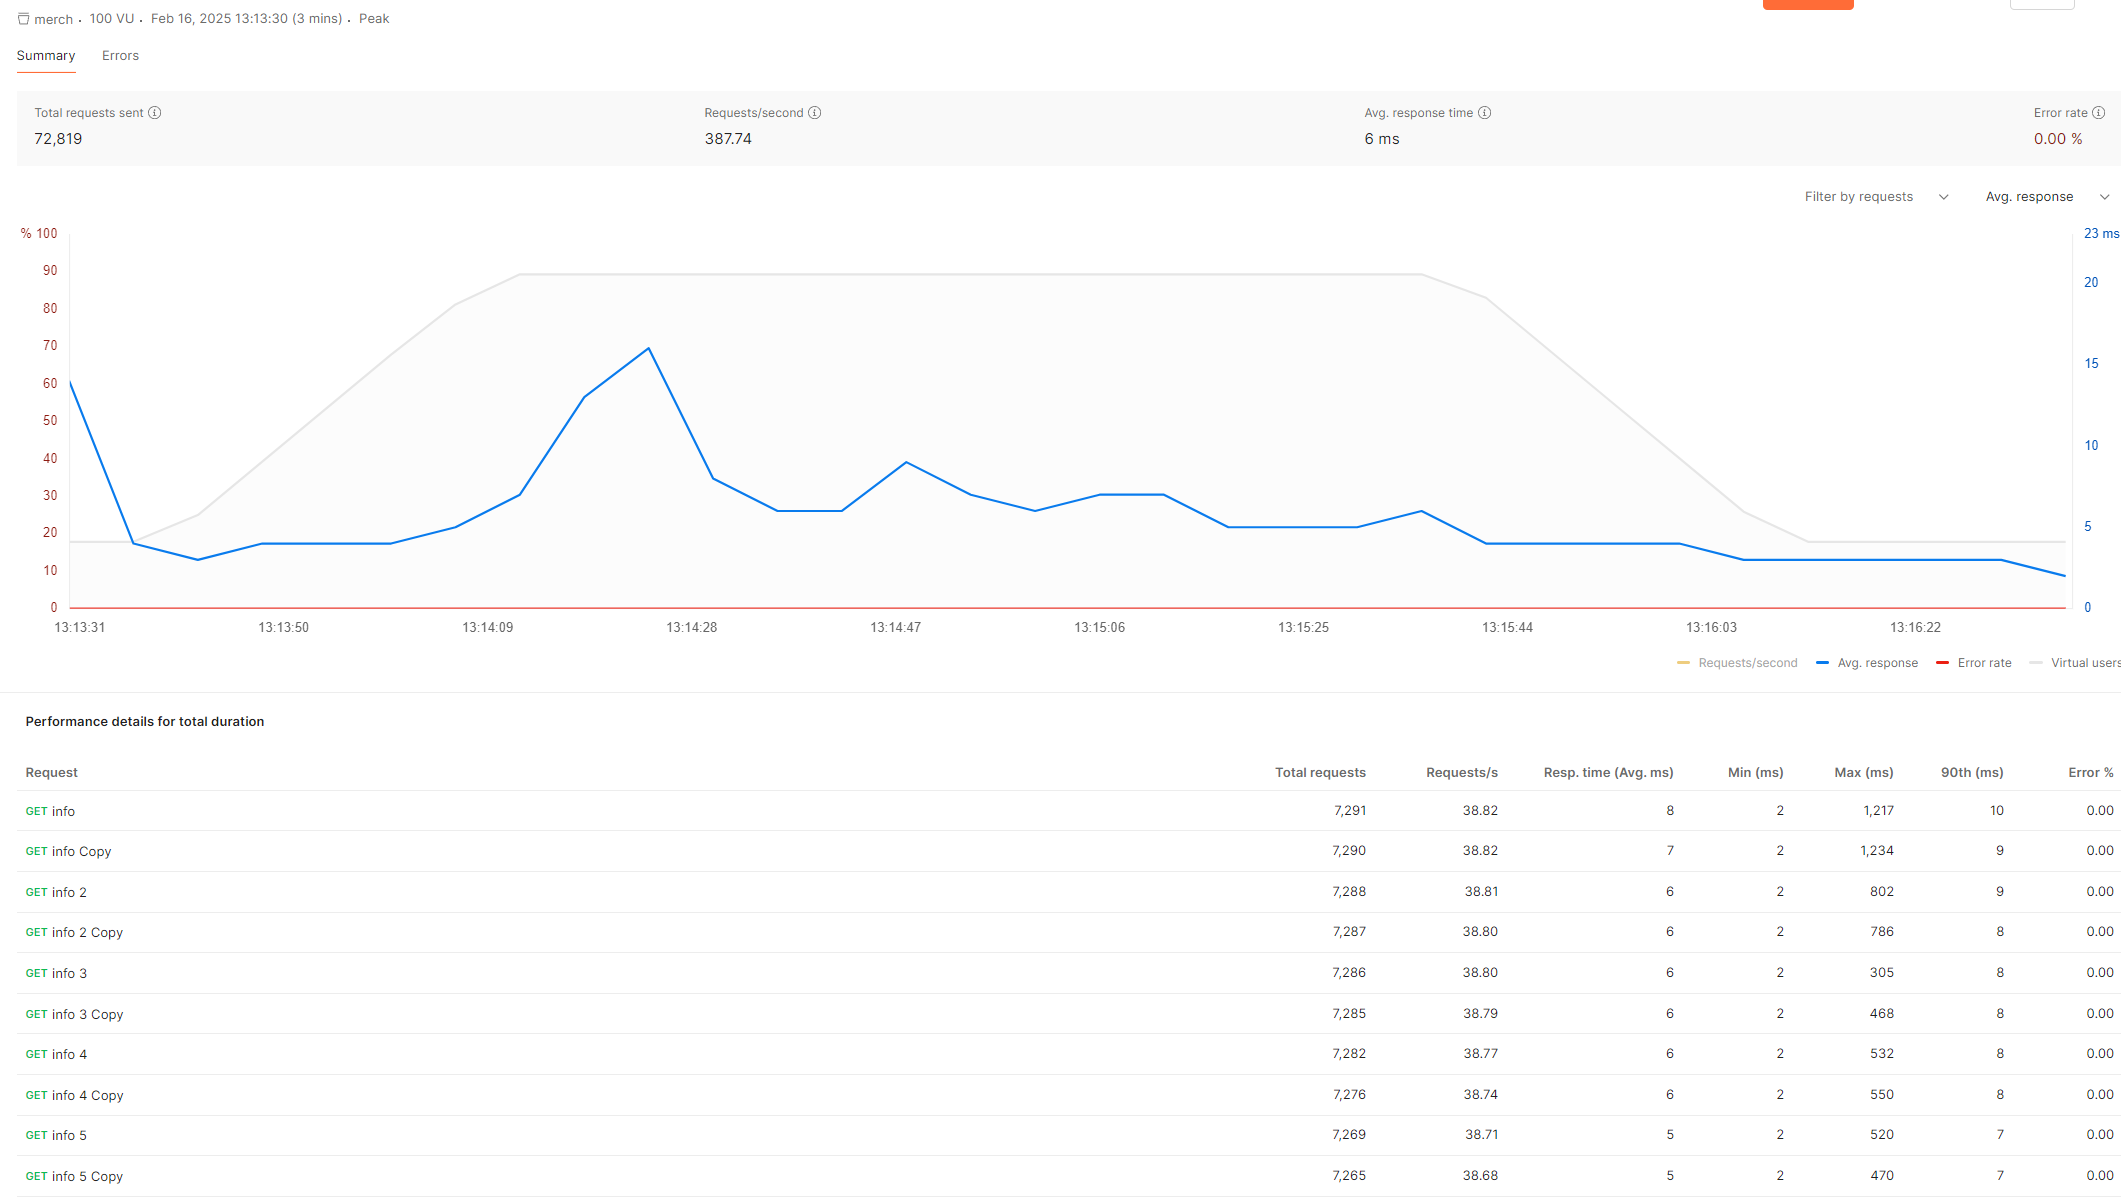 merch · 100 VU · Feb 16, 2025 13:13:30 (3 mins) · Peak
Summary Errors
Total requests sent Requests/second Avg. response time Error rate
72,819 387.74 6 ms 0.00 %
Filter by requests Avg. response
% 100 23 ms
90
20
80
70
15
60
50
10
40
30
5
20
10
0 0
13:13:31 13:13:50 13:14:09 13:14:28 13:14:47 13:15:06 13:15:25 13:15:44 13:16:03 13:16:22
Requests/second Avg. response Error rate Virtual users
Performance details for total duration
Request Total requests Requests/s Resp. time (Avg. ms) Min (ms) Max (ms) 90th (ms) Error %
GET info 7,291 38.82 8 2 1,217 10 0.00
GET info Copy 7,290 38.82 7 2 1,234 9 0.00
GET info 2 7,288 38.81 6 2 802 9 0.00
GET info 2 Copy 7,287 38.80 6 2 786 8 0.00
GET info 3 7,286 38.80 6 2 305 8 0.00
GET info 3 Copy 7,285 38.79 6 2 468 8 0.00
GET info 4 7,282 38.77 6 2 532 8 0.00
GET info 4 Copy 7,276 38.74 6 2 550 8 0.00
GET info 5 7,269 38.71 5 2 520 7 0.00
GET info 5 Copy 7,265 38.68 5 2 470 7 0.00